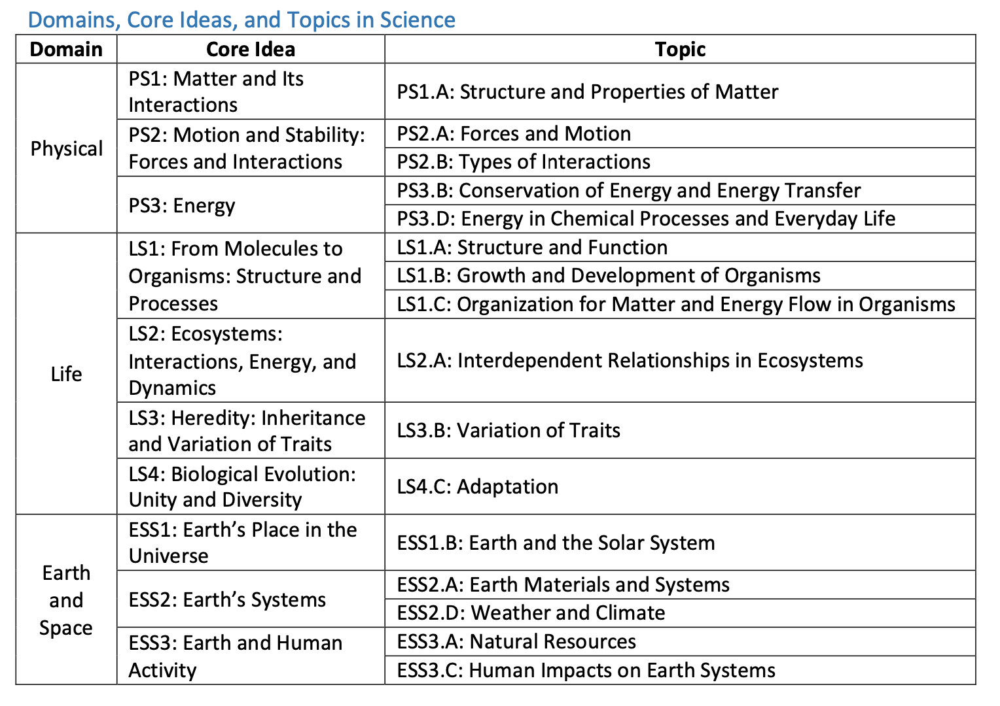 Domains, Core Ideas, and Topics in Science
Domain
Core Idea
Topic
Physical
PS1: Matter and Its
Interactions
PS1.A: Structure and Properties of Matter
PS2: Motion and Stability:
Forces and Interactions
PS2.A: Forces and Motion
PS2.B: Types of Interactions
PS3: Energy
PS3.B: Conservation of Energy and Energy Transfer
PS3.D: Energy in Chemical Processes and Everyday Life
Life
LS1: From Molecules to
Organisms: Structure and
Processes
LS1.A: Structure and Function
LS1.B: Growth and Development of Organisms
LS1.C: Organization for Matter and Energy Flow in Organisms
LS2: Ecosystems:
Interactions, Energy, and
Dynamics
LS2.A: Interdependent Relationships in Ecosystems
LS3: Heredity: Inheritance
and Variation of Traits
LS3.B: Variation of Traits
LS4: Biological Evolution:
Unity and Diversity
LS4.C: Adaptation
Earth
and
Space
ESS1: Earth’s Place in the
Universe
ESS1.B: Earth and the Solar System
ESS2: Earth’s Systems
ESS2.A: Earth Materials and Systems
ESS2.D: Weather and Climate
ESS3: Earth and Human
Activity
ESS3.A: Natural Resources
ESS3.C: Human Impacts on Earth Systems